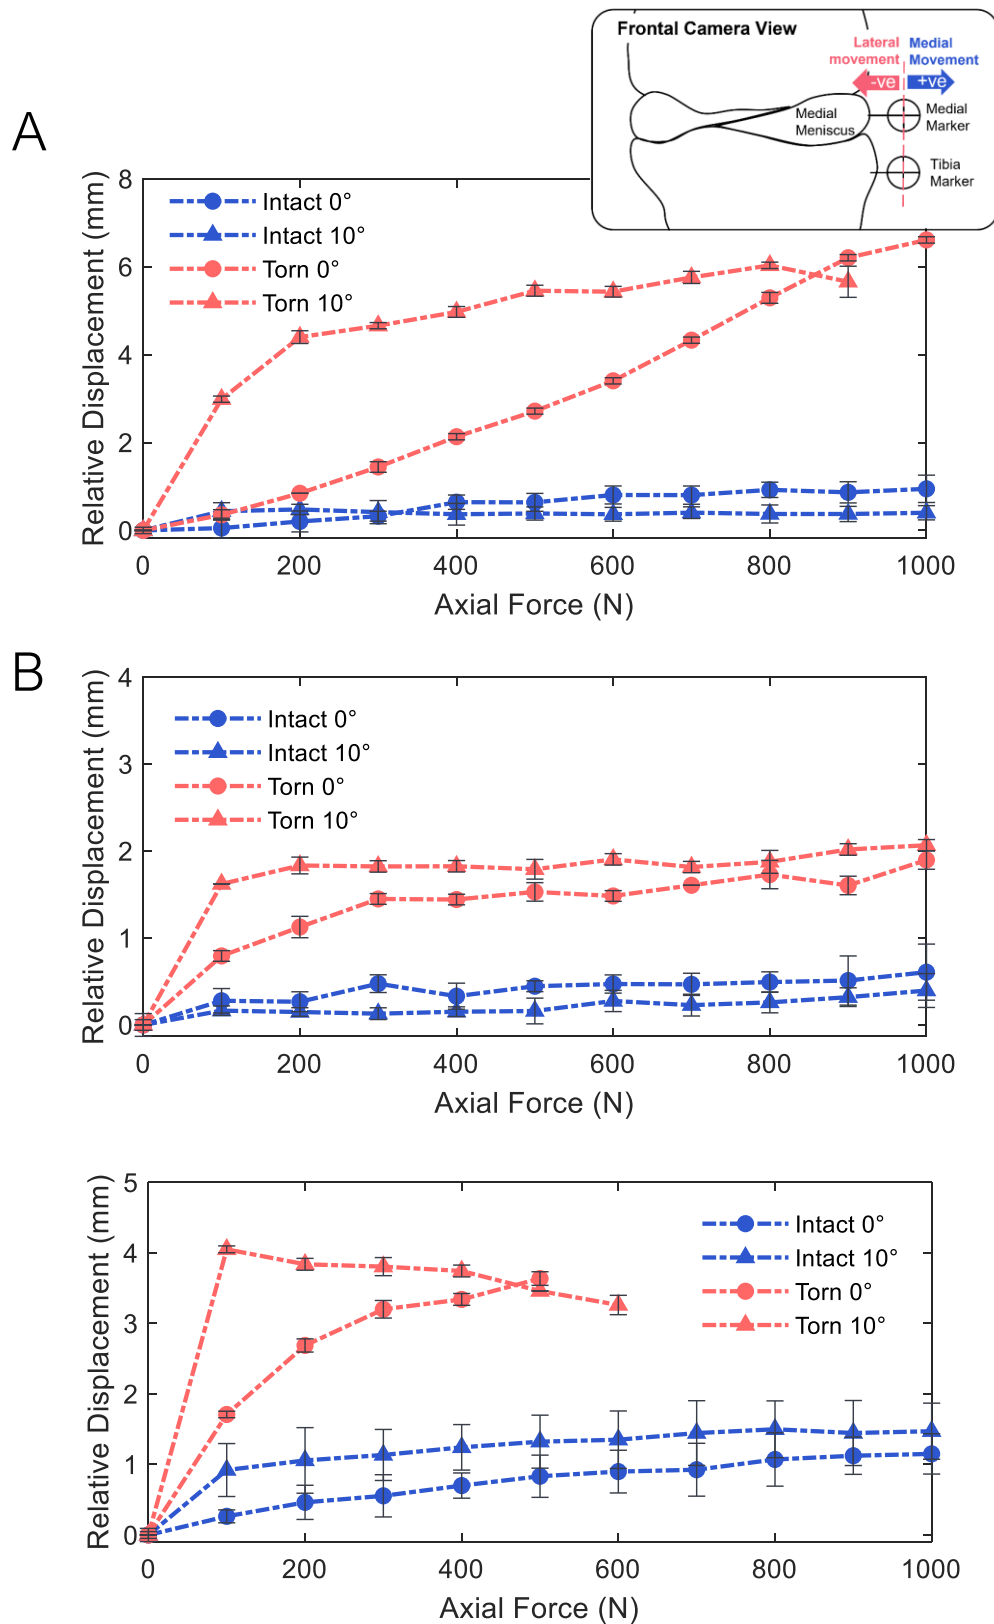 Frontal Camera View
Lateral movement
Medial Movement
-ve
+ve
Medial Meniscus
Medial Marker
Tibia Marker
A
8
6
4
2
0
Relative Displacement (mm)
Intact 0°
Intact 10°
Torn 0°
Torn 10°
0 200 400 600 800 1000
Axial Force (N)
B
4
3
2
1
0
Relative Displacement (mm)
Intact 0°
Intact 10°
Torn 0°
Torn 10°
0 200 400 600 800 1000
Axial Force (N)
5
4
3
2
1
0
Relative Displacement (mm)
Intact 0°
Intact 10°
Torn 0°
Torn 10°
0 200 400 600 800 1000
Axial Force (N)